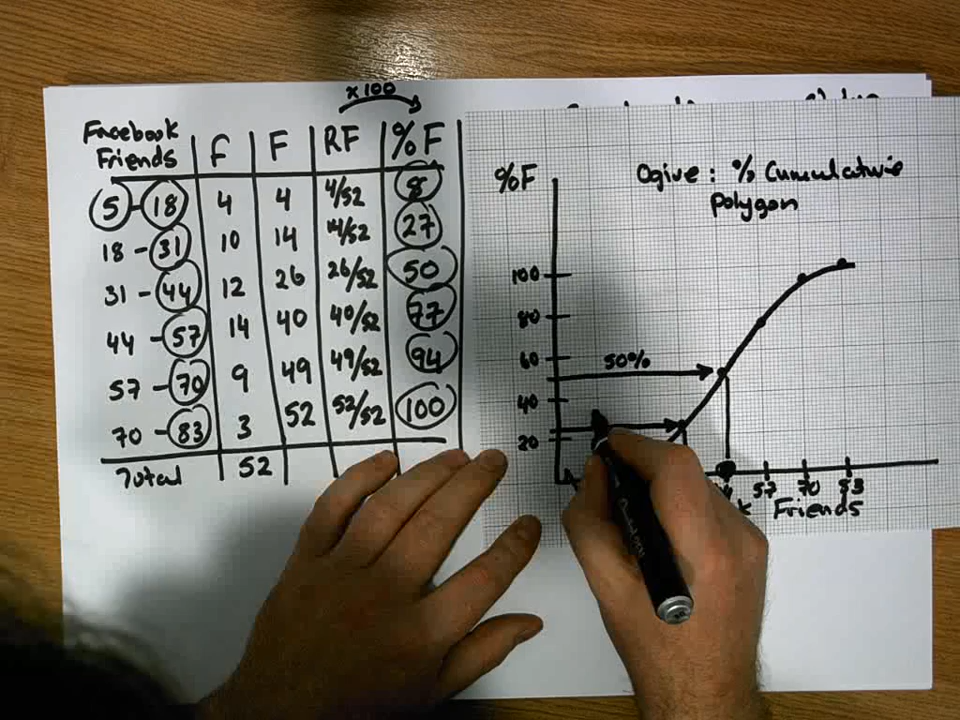 x 100
Facebook
Friends f F RF %F
5 - 18 4 4 4/52 8
18 - 31 10 14 14/52 27
31 - 44 12 26 26/52 50
44 - 57 14 40 40/52 77
57 - 70 9 49 49/52 94
70 - 83 3 52 52/52 100
Total 52
%F
Ogive : % Cumulative
Polygon
100
80
60
50%
40
20
57 70 83
Friends